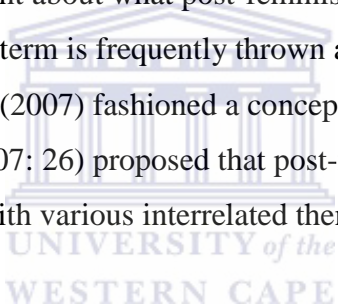 nt about what post-feminis
term is frequently thrown a
(2007) fashioned a concep
07: 26) proposed that post-
ith various interrelated ther
UNIVERSITY of the
WESTERN CAPE